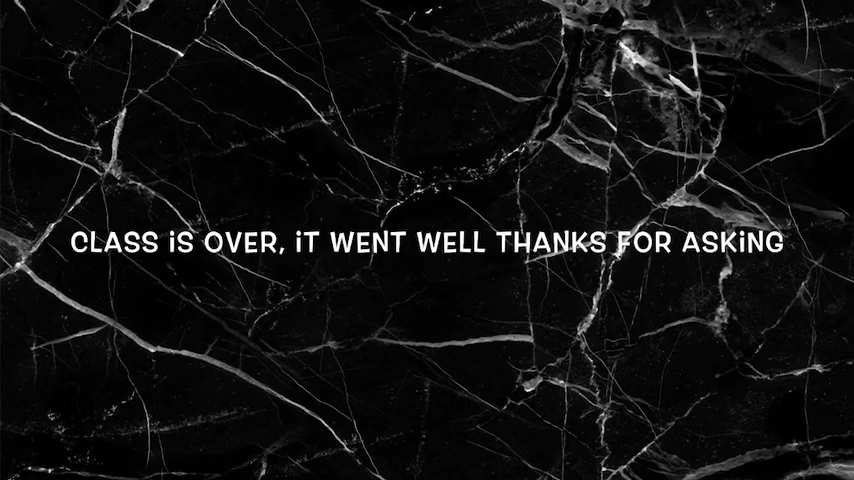 CLASS iS OVER, iT WENT WELL THANKS FOR ASKiNG